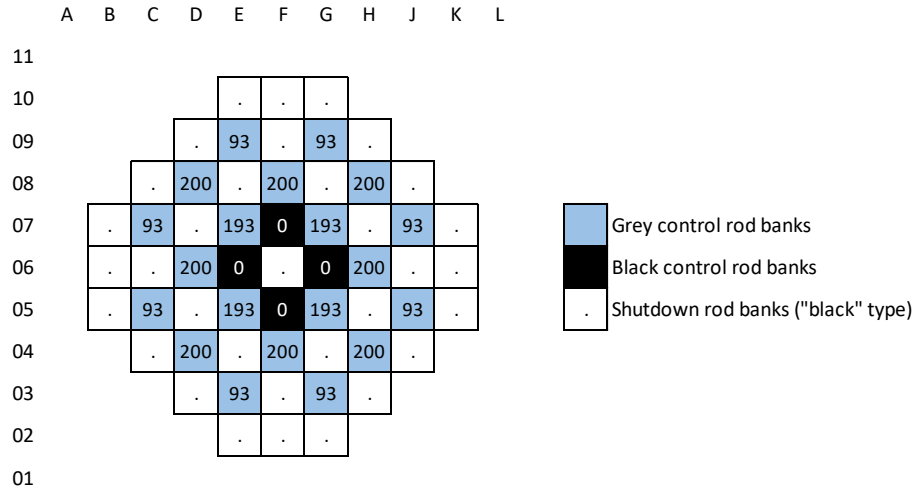 A B C D E F G H J K L
11
10 . . .
09 . 93 . 93 .
08 . 200 . 200 . 200 .
07 . 93 . 193 0 193 . 93 . Grey control rod banks
06 . . 200 0 . 0 200 . . Black control rod banks
05 . 93 . 193 0 193 . 93 . . Shutdown rod banks ("black" type)
04 . 200 . 200 . 200 .
03 . 93 . 93 .
02 . . .
01